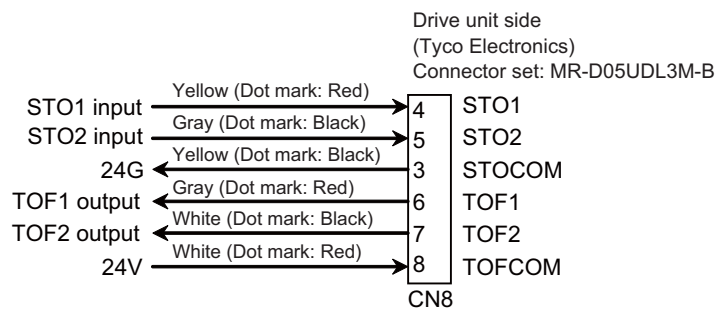 Drive unit side
(Tyco Electronics)
Connector set: MR-D05UDL3M-B
STO1 input Yellow (Dot mark: Red) 4 STO1
STO2 input Gray (Dot mark: Black) 5 STO2
24G Yellow (Dot mark: Black) 3 STOCOM
TOF1 output Gray (Dot mark: Red) 6 TOF1
TOF2 output White (Dot mark: Black) 7 TOF2
24V White (Dot mark: Red) 8 TOFCOM
CN8